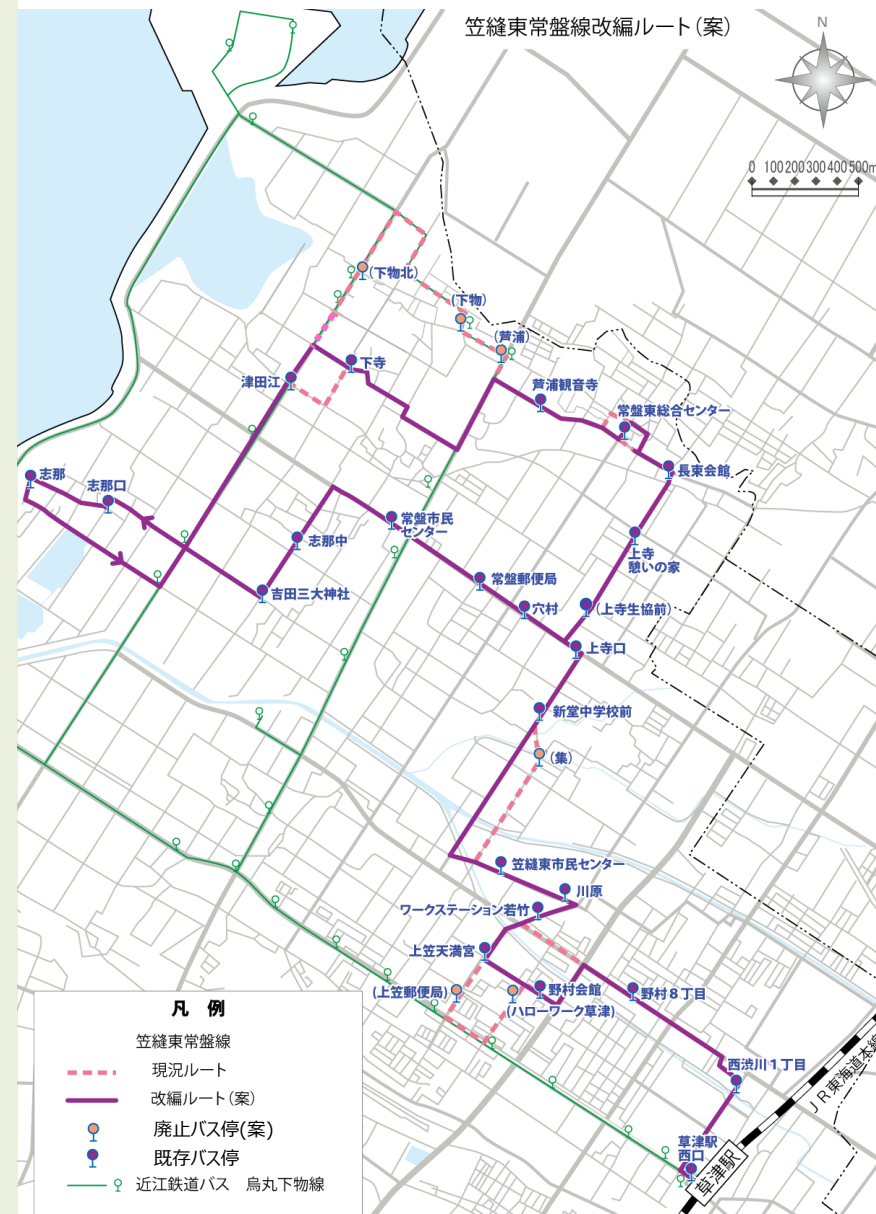 笠縫東常盤線改編ルート（案）
N
0 100 200 300 400 500m
(下物北)
(下物)
(芦浦)
下寺
津田江
芦浦観音寺
常盤東総合センター
長束会館
志那
志那口
常盤市民
センター
志那中
上寺
憩いの家
吉田三大神社
常盤郵便局
穴村
(上寺生協前)
上寺口
新堂中学校前
(集)
笠縫東市民センター
川原
ワークステーション若竹
上笠天満宮
(上笠郵便局)
野村会館
(ハローワーク草津)
野村８丁目
西渋川１丁目
ＪＲ東海道本線
草津駅
西口
草津駅
凡 例
笠縫東常盤線
現況ルート
改編ルート（案）
廃止バス停(案)
既存バス停
近江鉄道バス 烏丸下物線